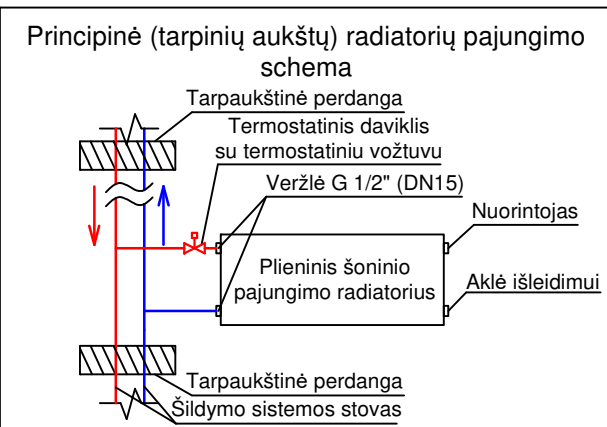 Principinė (tarpinių aukštų) radiatorių pajungimo
schema
Tarpaukštinė perdanga
Termostatinis daviklis
su termostatiniu vožtuvu
Veržlė G 1/2" (DN15)
Nuorintojas
Plieninis šoninio
pajungimo radiatorius
Aklė išleidimui
Tarpaukštinė perdanga
Šildymo sistemos stovas